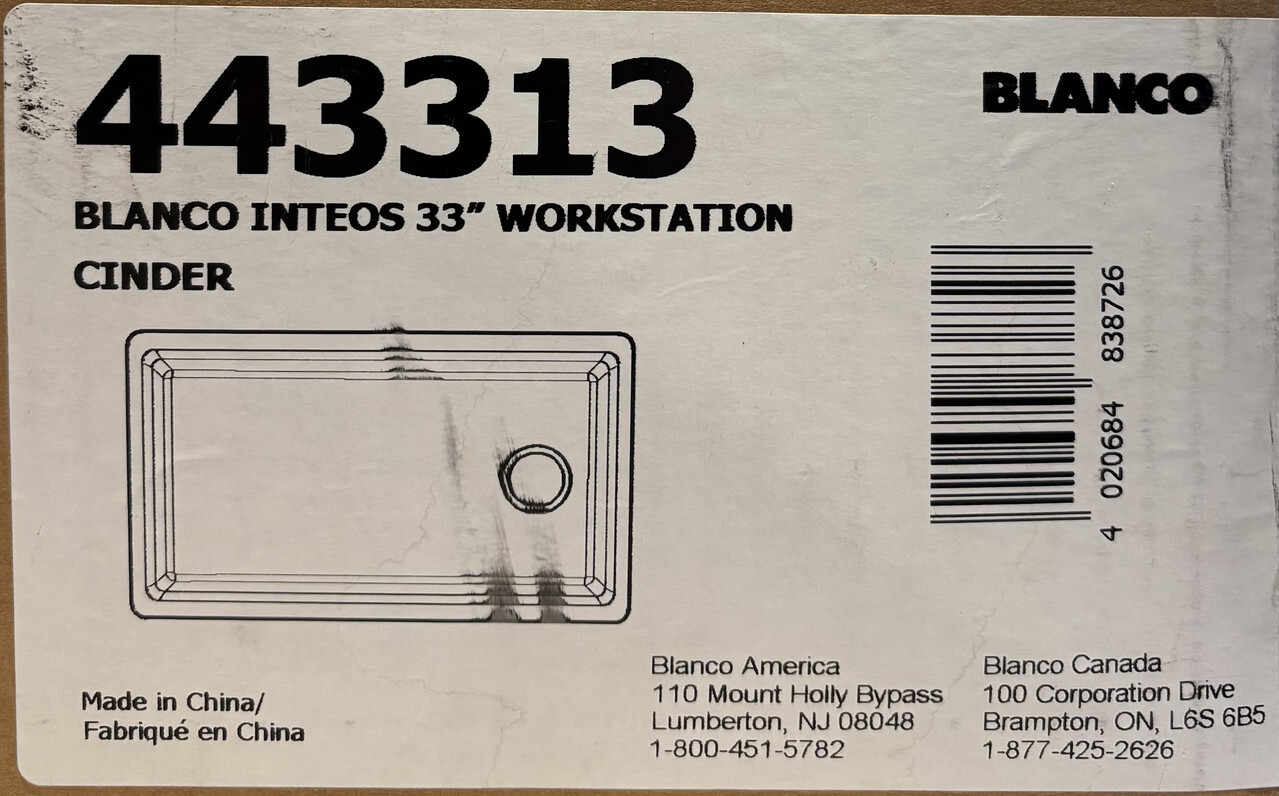 443313
BLANCO
BLANCO INTEOS 33" WORKSTATION
CINDER
4 020684 838726
Made in China/
Fabriqué en China
Blanco America
110 Mount Holly Bypass
Lumberton, NJ 08048
1-800-451-5782
Blanco Canada
100 Corporation Drive
Brampton, ON, L6S 6B5
1-877-425-2626